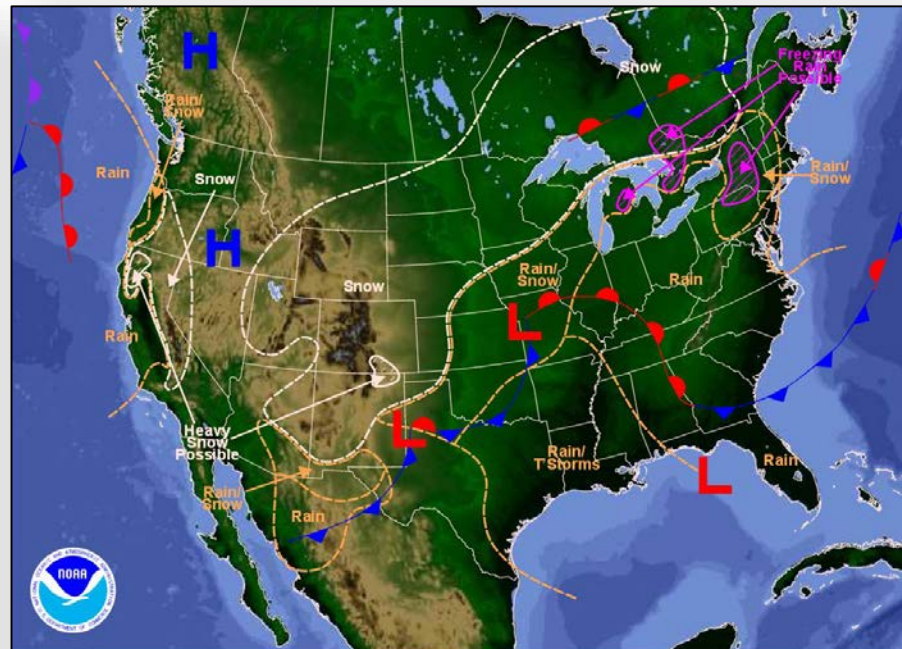 H
Rain/
Snow
Rain
Snow
H
Rain
Heavy
Snow
Possible
Rain/
Snow
Rain
Snow
L
Rain/
Snow
L
Rain/
T'Storms
L
Rain
Rain
Snow
Freezing
Rain
Possible
Rain/
Snow
NOAA